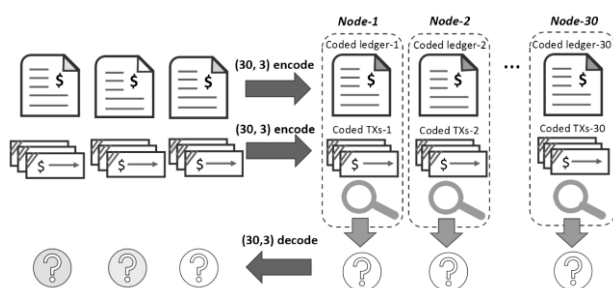 Node-1
Node-2
Node-30
Coded ledger-1
Coded ledger-2
Coded ledger-30
(30, 3) encode
$
$
$
$
$
$
...
(30, 3) encode
Coded TXs-1
Coded TXs-2
Coded TXs-30
$
$
$
$
$
$
(30,3) decode
?
?
?
?
?
?